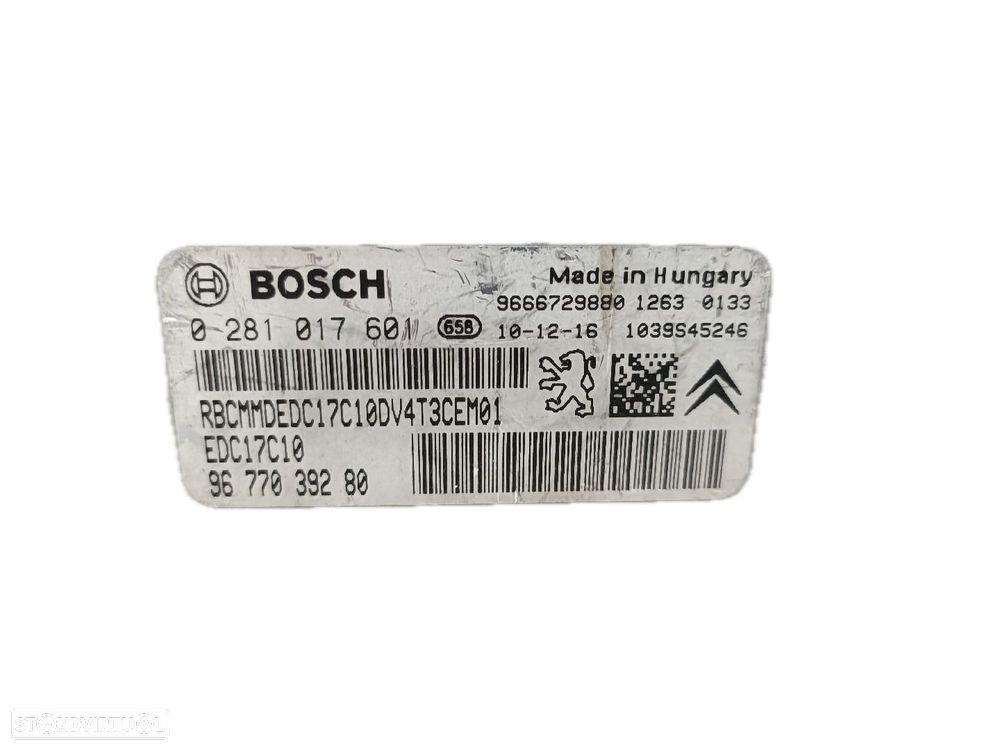 BOSCH
Made in Hungary
9666729880 1263 0133
0 281 017 601 658 10-12-16 1039S45246
RBCMMDEDC17C10DV4T3CEM01
EDC17C10
96 770 392 80
STANDVIRTUAL